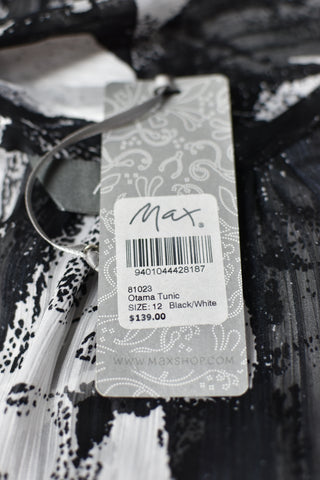 Max
9401044428187
81023
Otama Tunic
SIZE: 12 Black/White
$139.00
WWW.MAXSHOP.COM